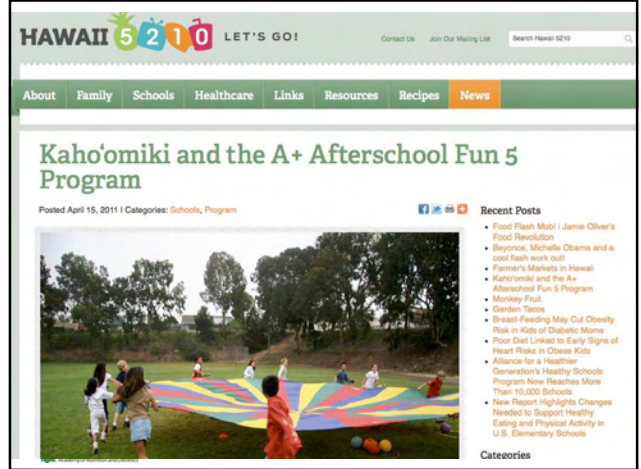 HAWAII 5210 LET'S GO!
Contact Us Join Our Mailing List Search Hawaii 5210
About Family Schools Healthcare Links Resources Recipes News
Kaho‘omiki and the A+ Afterschool Fun 5
Program
Posted April 15, 2011 | Categories: Schools, Program
Recent Posts
Food Flash Mob! | Jamie Oliver's
Food Revolution
Beyonce, Michelle Obama and a
cool flash work out!
Farmer's Markets in Hawaii
Kaho‘omiki and the A+
Afterschool Fun 5 Program
Monkey Fruit
Garden Tacos
Breast-Feeding May Cut Obesity
Risk in Kids of Diabetic Moms
Poor Diet Linked to Early Signs of
Heart Risks in Obese Kids
Alliance for a Healthier
Generation's Healthy Schools
Program Now Reaches More
Than 10,000 Schools
New Report Highlights Changes
Needed to Support Healthy
Eating and Physical Activity in
U.S. Elementary Schools
Categories